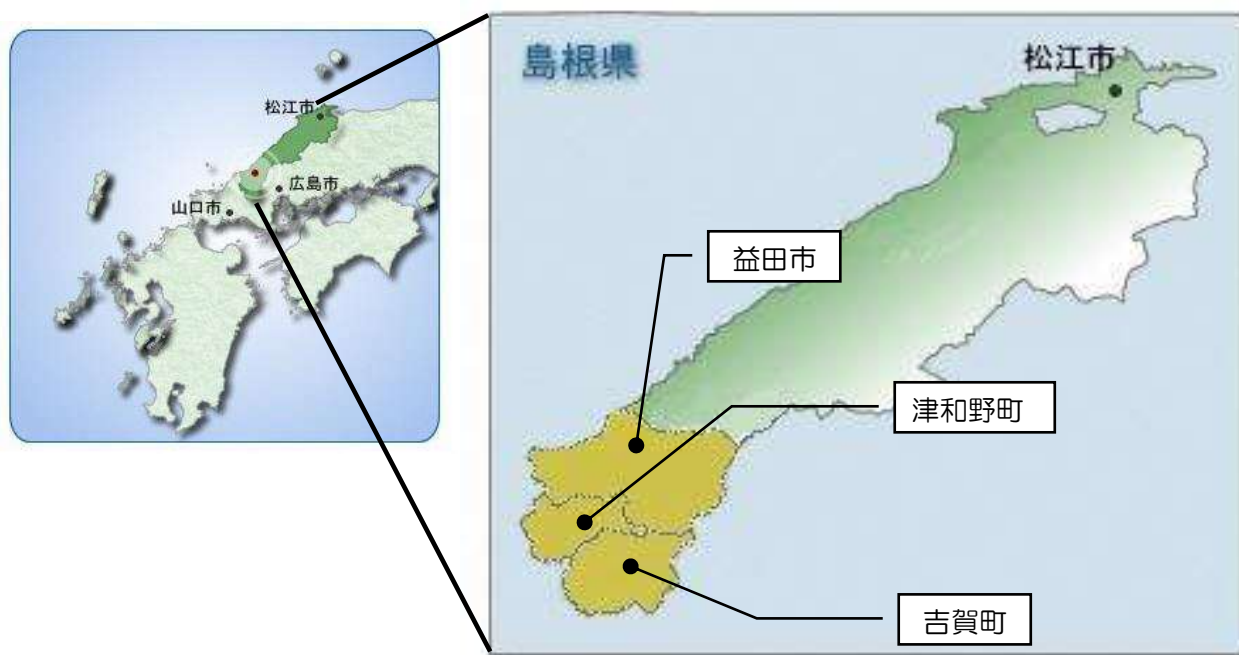 松江市
広島市
山口市
島根県
松江市
益田市
津和野町
吉賀町